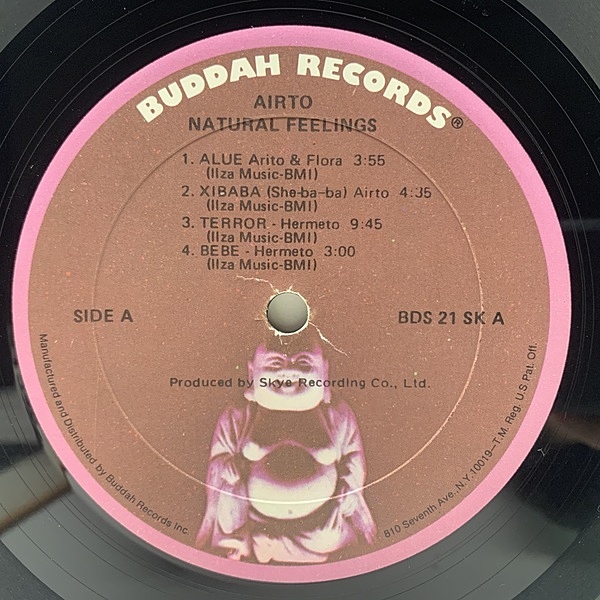 BUDDAH RECORDS®
AIRTO
NATURAL FEELINGS
1. ALUE Arito & Flora 3:55
(Ilza Music-BMI)
2. XIBABA (She-ba-ba) Airto 4:35
(Ilza Music-BMI)
3. TERROR - Hermeto 9:45
(Ilza Music-BMI)
4. BEBE - Hermeto 3:00
(Ilza Music-BMI)
SIDE A
BDS 21 SK A
Produced by Skye Recording Co., Ltd.
Manufactured and Distributed by Buddah Records Inc.
810 Seventh Ave., N.Y. 10019—T.M. Reg. U.S. Pat. Off.